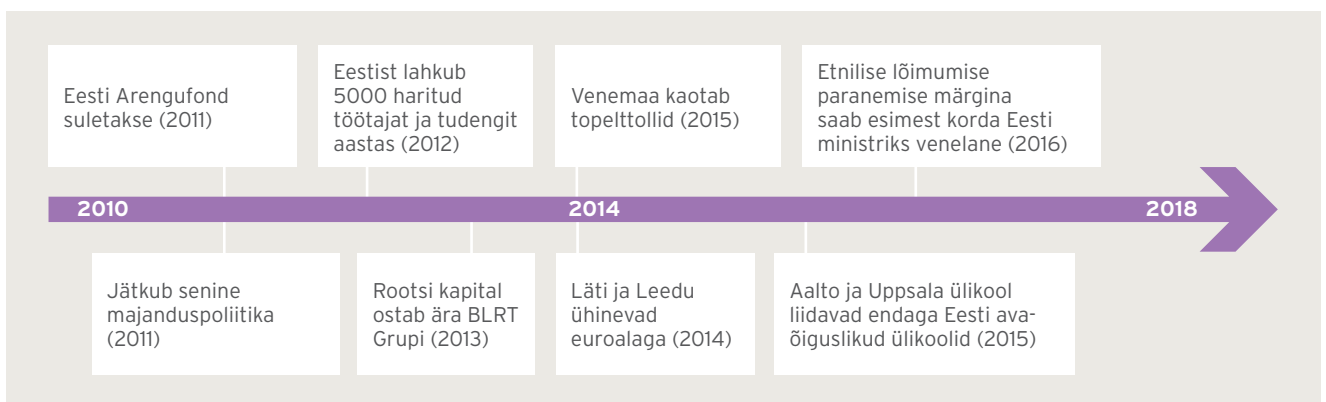 Eesti Arengufond
suletakse (2011)
Eestist lahkub
5000 haritud
töötajat ja tudengit
aastas (2012)
Venemaa kaotab
topelttollid (2015)
Etnilise lõimumise
paranemise märgina
saab esimest korda Eesti
ministriks venelane (2016)
2010
2014
2018
Jätkub senine
majanduspoliitika
(2011)
Rootsi kapital
ostab ära BLRT
Grupi (2013)
Läti ja Leedu
ühinevad
euroalaga (2014)
Aalto ja Uppsala ülikool
liidavad endaga Eesti ava-
õiguslikud ülikoolid (2015)